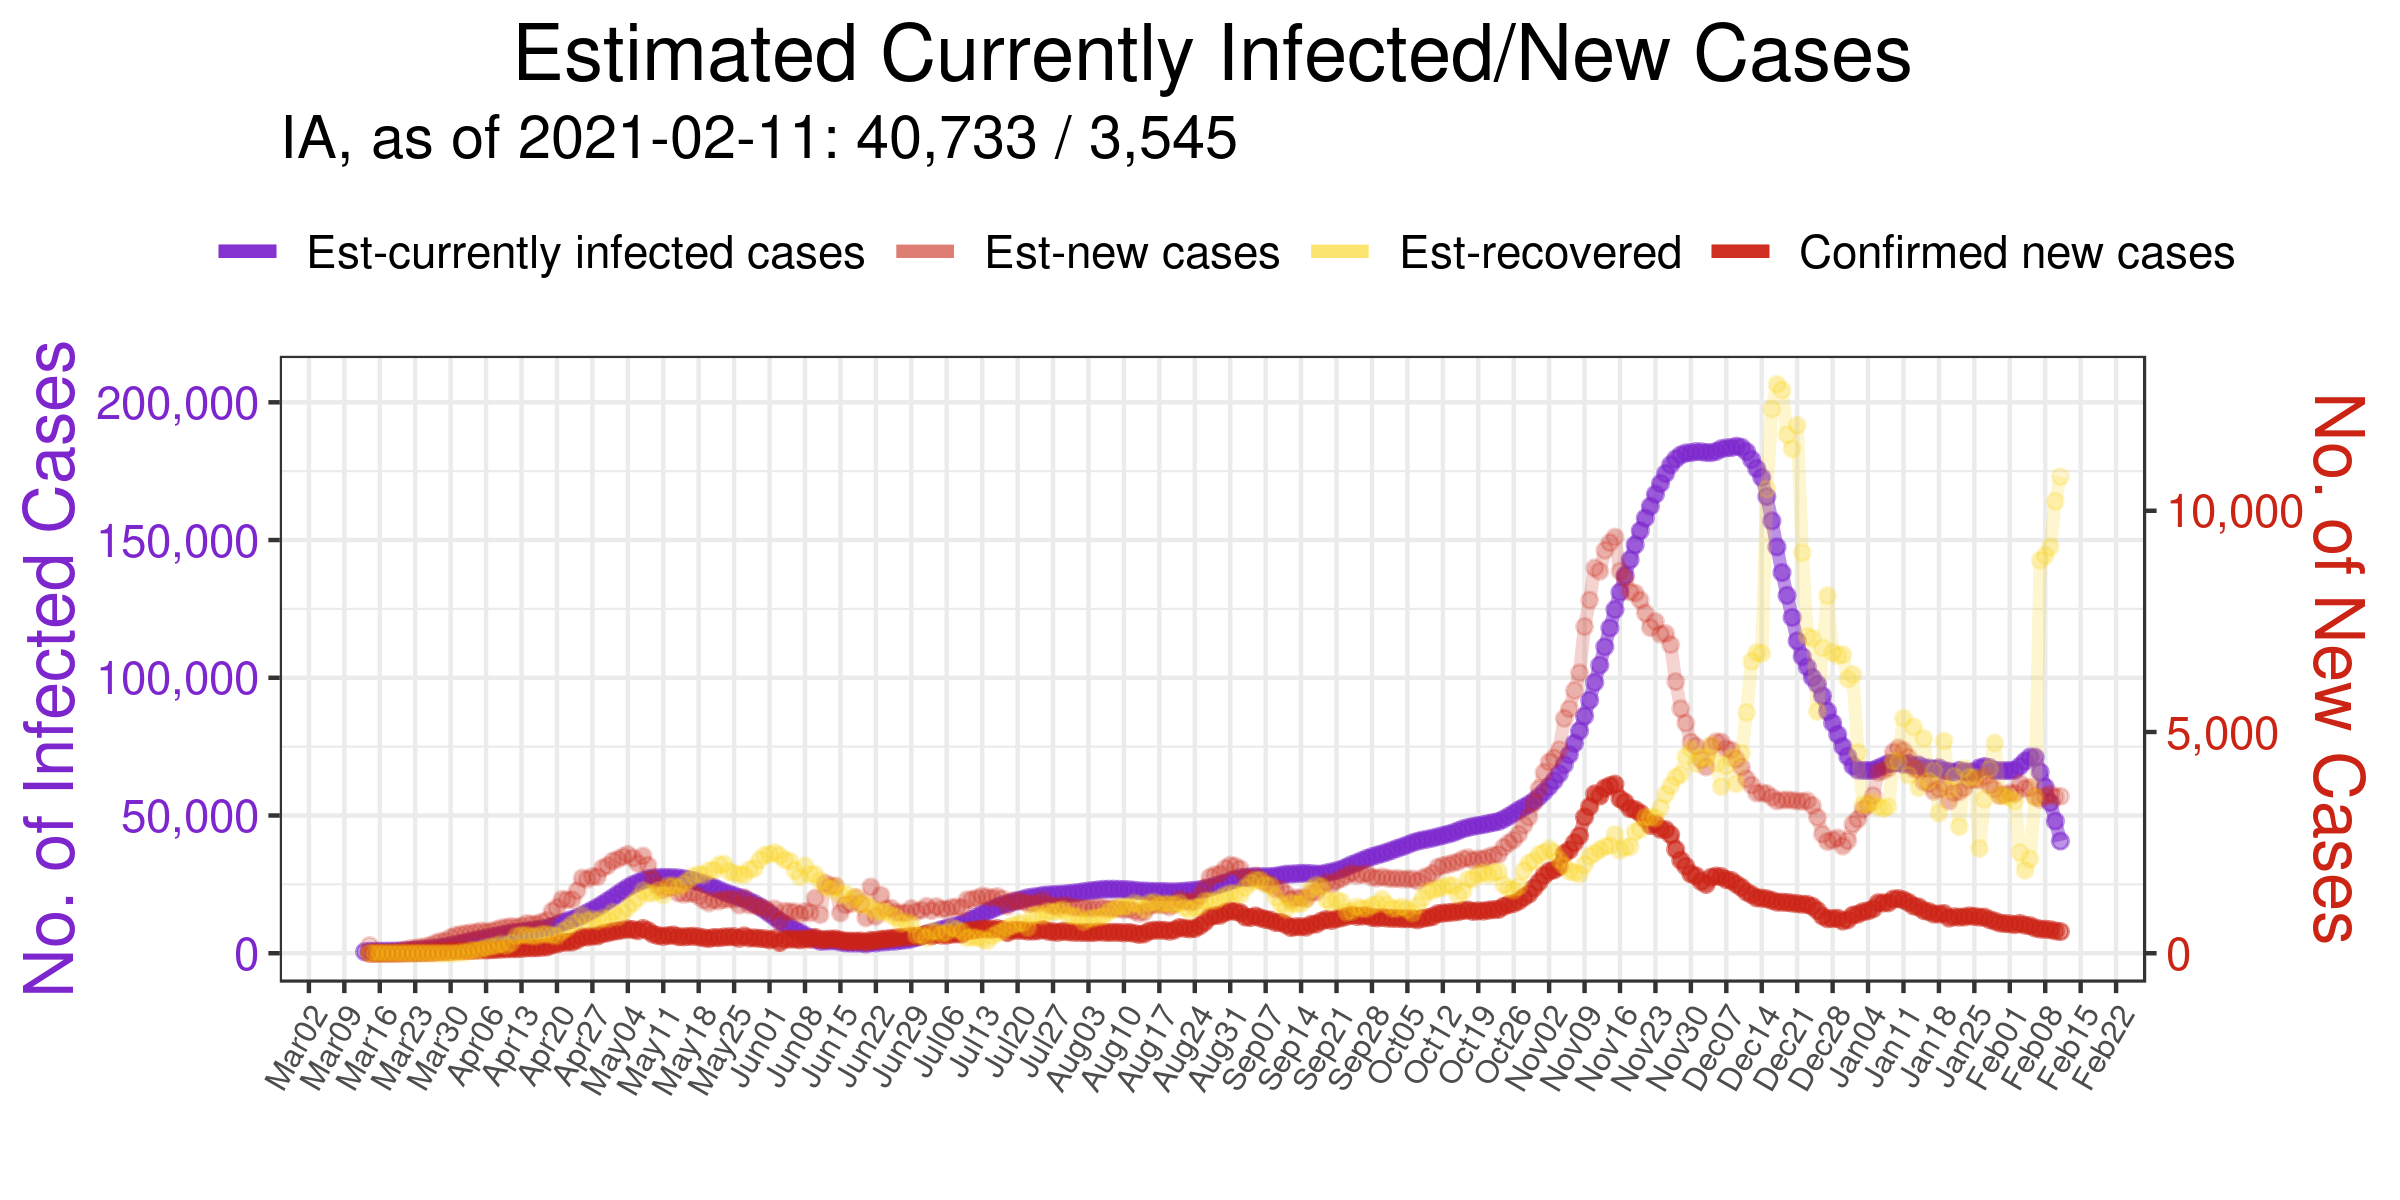 Estimated Currently Infected/New Cases
IA, as of 2021-02-11: 40,733 / 3,545
Est-currently infected cases
Est-new cases
Est-recovered
Confirmed new cases
No. of Infected Cases
200,000
150,000
100,000
50,000
0
10,000
5,000
0
No. of New Cases
Mar02
Mar09
Mar16
Mar23
Mar30
Apr06
Apr13
Apr20
Apr27
May04
May11
May18
May25
Jun01
Jun08
Jun15
Jun22
Jun29
Jul06
Jul13
Jul20
Jul27
Aug03
Aug10
Aug17
Aug24
Aug31
Sep07
Sep14
Sep21
Sep28
Oct05
Oct12
Oct19
Oct26
Nov02
Nov09
Nov16
Nov23
Nov30
Dec07
Dec14
Dec21
Dec28
Jan04
Jan11
Jan18
Jan25
Feb01
Feb08
Feb15
Feb22